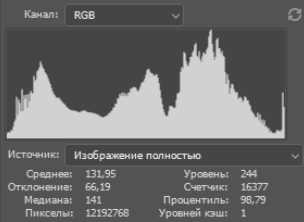 Канал: RGB
Источник: Изображение полностью
Среднее: 131,95 Уровень: 244
Отклонение: 66,19 Счетчик: 16377
Медиана: 141 Процентиль: 98,79
Пикселы: 12192768 Уровней кэш: 1